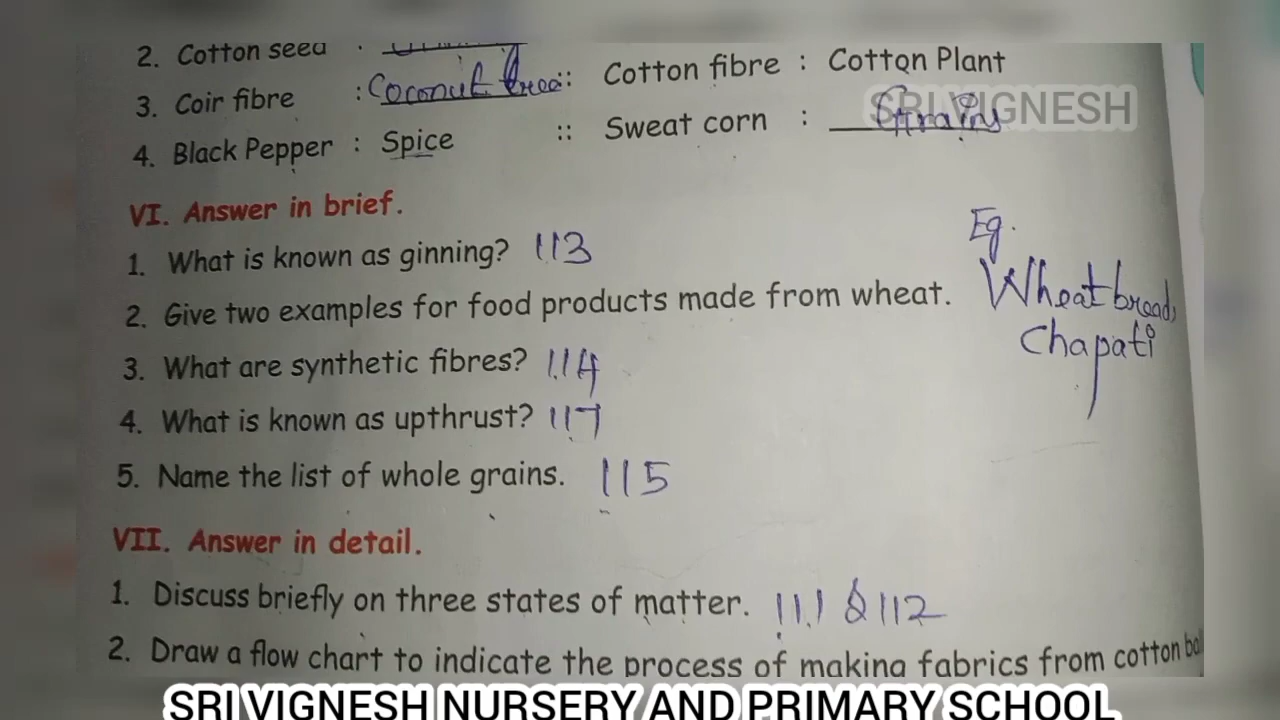 2. Cotton seed :
3. Coir fibre : Coconut tree :: Cotton fibre : Cotton Plant
SRI VIGNESH
4. Black Pepper : Spice :: Sweat corn : Grains
VI. Answer in brief.
1. What is known as ginning? 113
2. Give two examples for food products made from wheat.
Eg.
Wheat bread,
Chapati
3. What are synthetic fibres? 114
4. What is known as upthrust? 117
5. Name the list of whole grains. 115
VII. Answer in detail.
1. Discuss briefly on three states of matter. 111 & 112
2. Draw a flow chart to indicate the process of making fabrics from cotton
SRI VIGNESH NURSERY AND PRIMARY SCHOOL